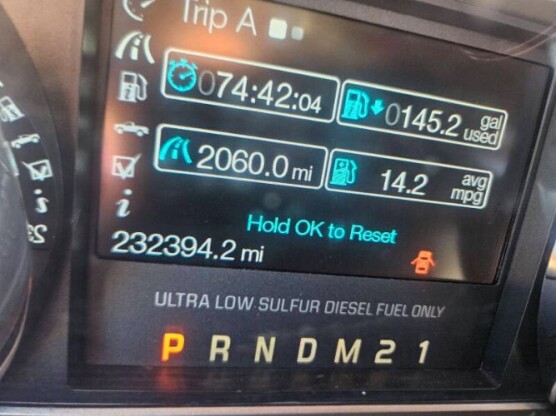 Trip A
074:42:04
0145.2 gal used
2060.0 mi
14.2 avg mpg
Hold OK to Reset
232394.2 mi
ULTRA LOW SULFUR DIESEL FUEL ONLY
P R N D M 2 1